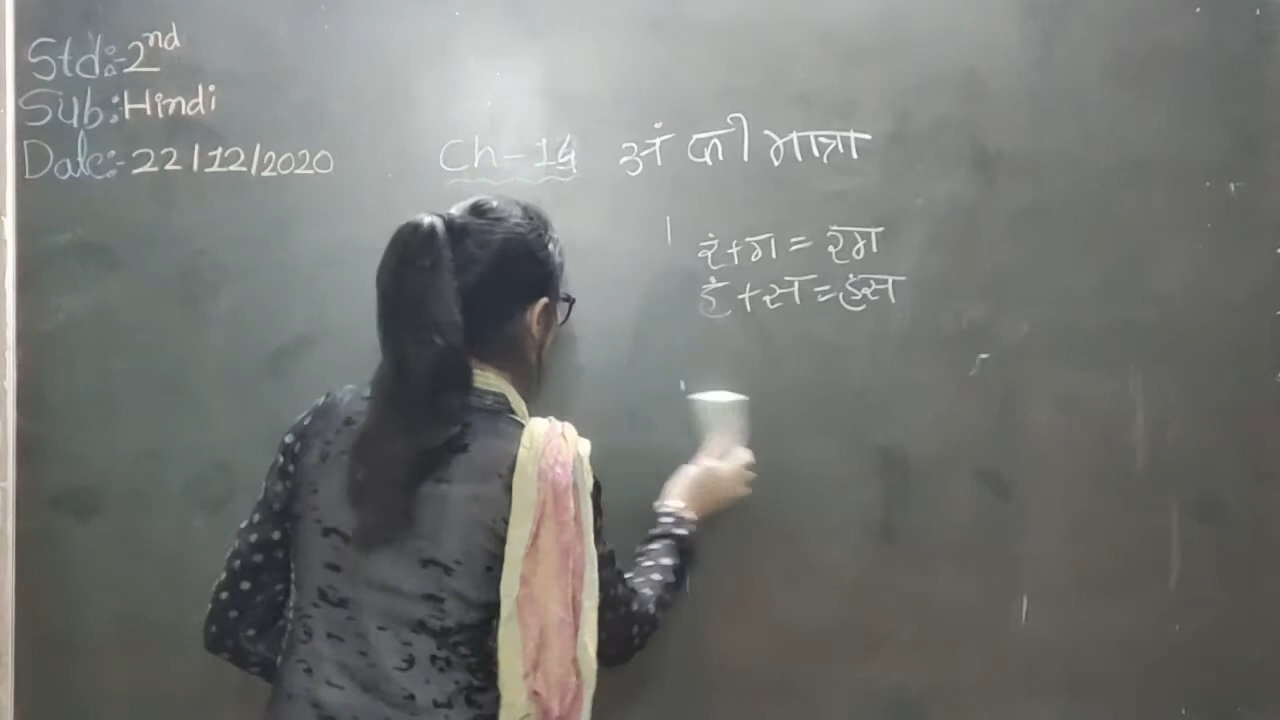 Std:-2nd
Sub:Hindi
Date:-22/12/2020
Ch-14 अं की मात्रा
रं+ग=रंग
हं+स=हंस